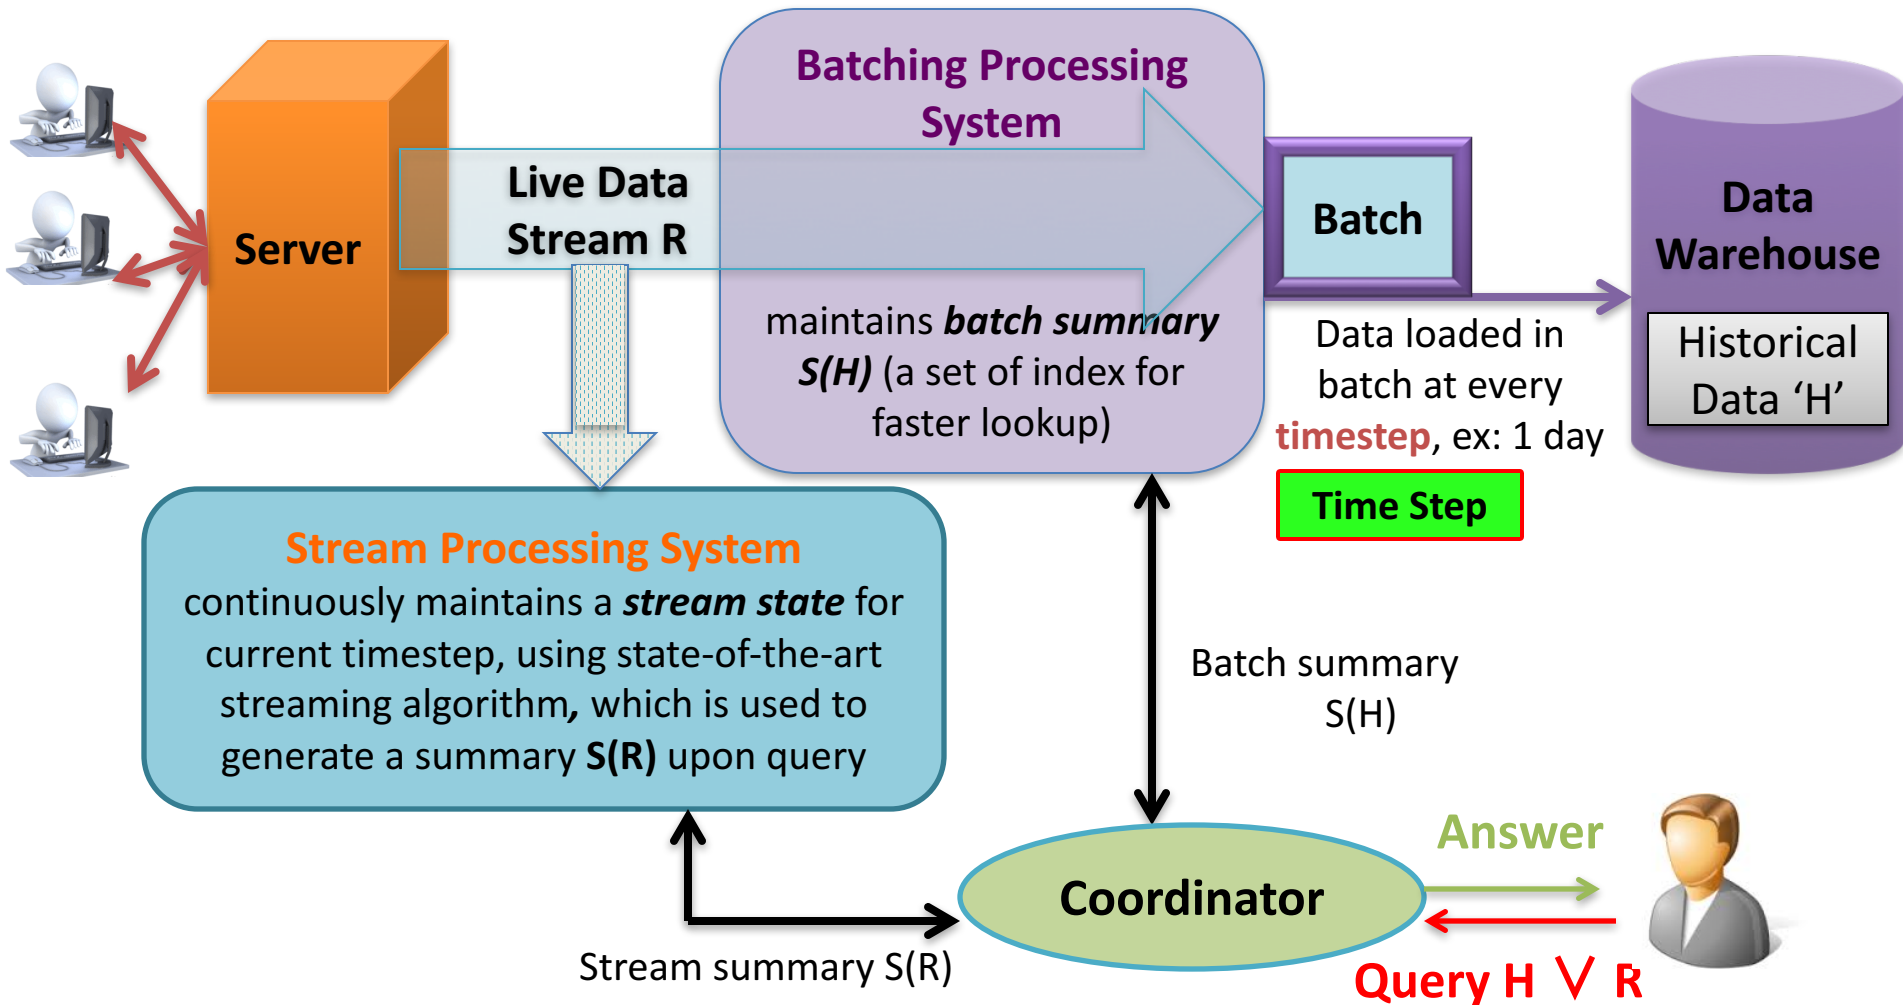 Batching Processing
System
Live Data
Stream R
Server
Batch
Data
Warehouse
Historical
Data ‘H’
maintains batch summary
S(H) (a set of index for
faster lookup)
Data loaded in
batch at every
timestep, ex: 1 day
Time Step
Stream Processing System
continuously maintains a stream state for
current timestep, using state-of-the-art
streaming algorithm, which is used to
generate a summary S(R) upon query
Batch summary
S(H)
Answer
Coordinator
Stream summary S(R)
Query H ⋁ R